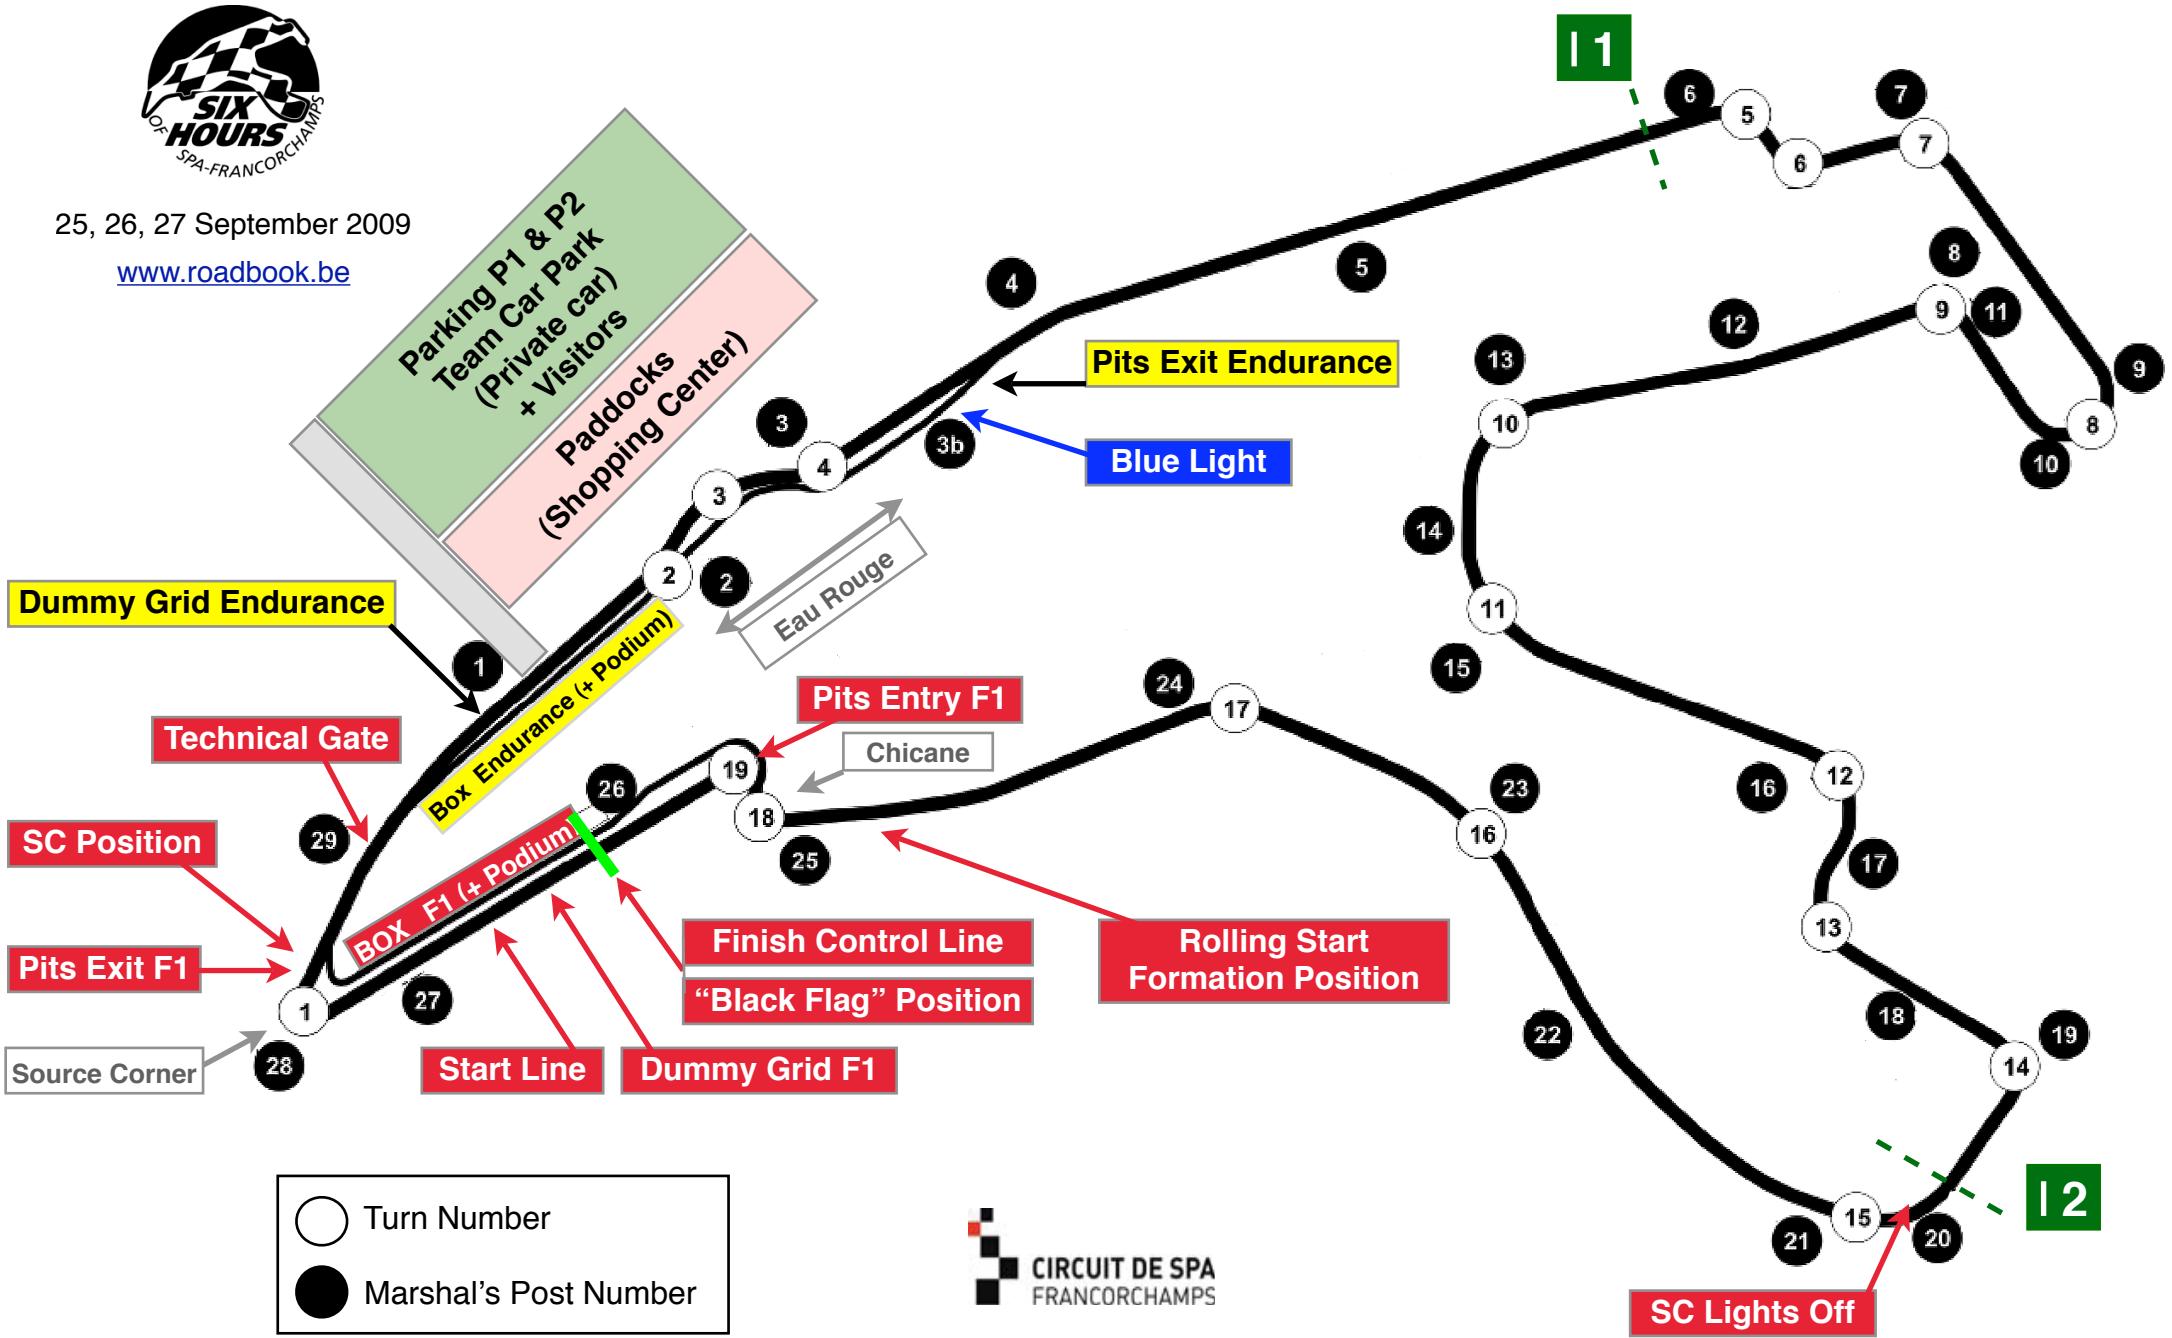 SIX
HOURS
OF SPA-FRANCORCHAMPS
25, 26, 27 September 2009
www.roadbook.be
Parking P1 & P2
Team Car Park
(Private car)
+ Visitors
Paddocks
(Shopping Center)
I 1
6
5
7
6
7
8
9
11
9
8
10
4
5
12
13
10
Pits Exit Endurance
Blue Light
3
4
3b
3
2
2
Eau Rouge
14
11
15
Dummy Grid Endurance
1
Box Endurance (+ Podium)
Technical Gate
29
SC Position
Pits Exit F1
1
Source Corner
28
27
BOX F1 (+ Podium)
26
19
Pits Entry F1
Chicane
18
25
24
17
23
16
16
12
17
13
18
19
14
22
Finish Control Line
“Black Flag” Position
Rolling Start
Formation Position
Start Line
Dummy Grid F1
I 2
15
21
20
SC Lights Off
Turn Number
Marshal’s Post Number
CIRCUIT DE SPA
FRANCORCHAMPS